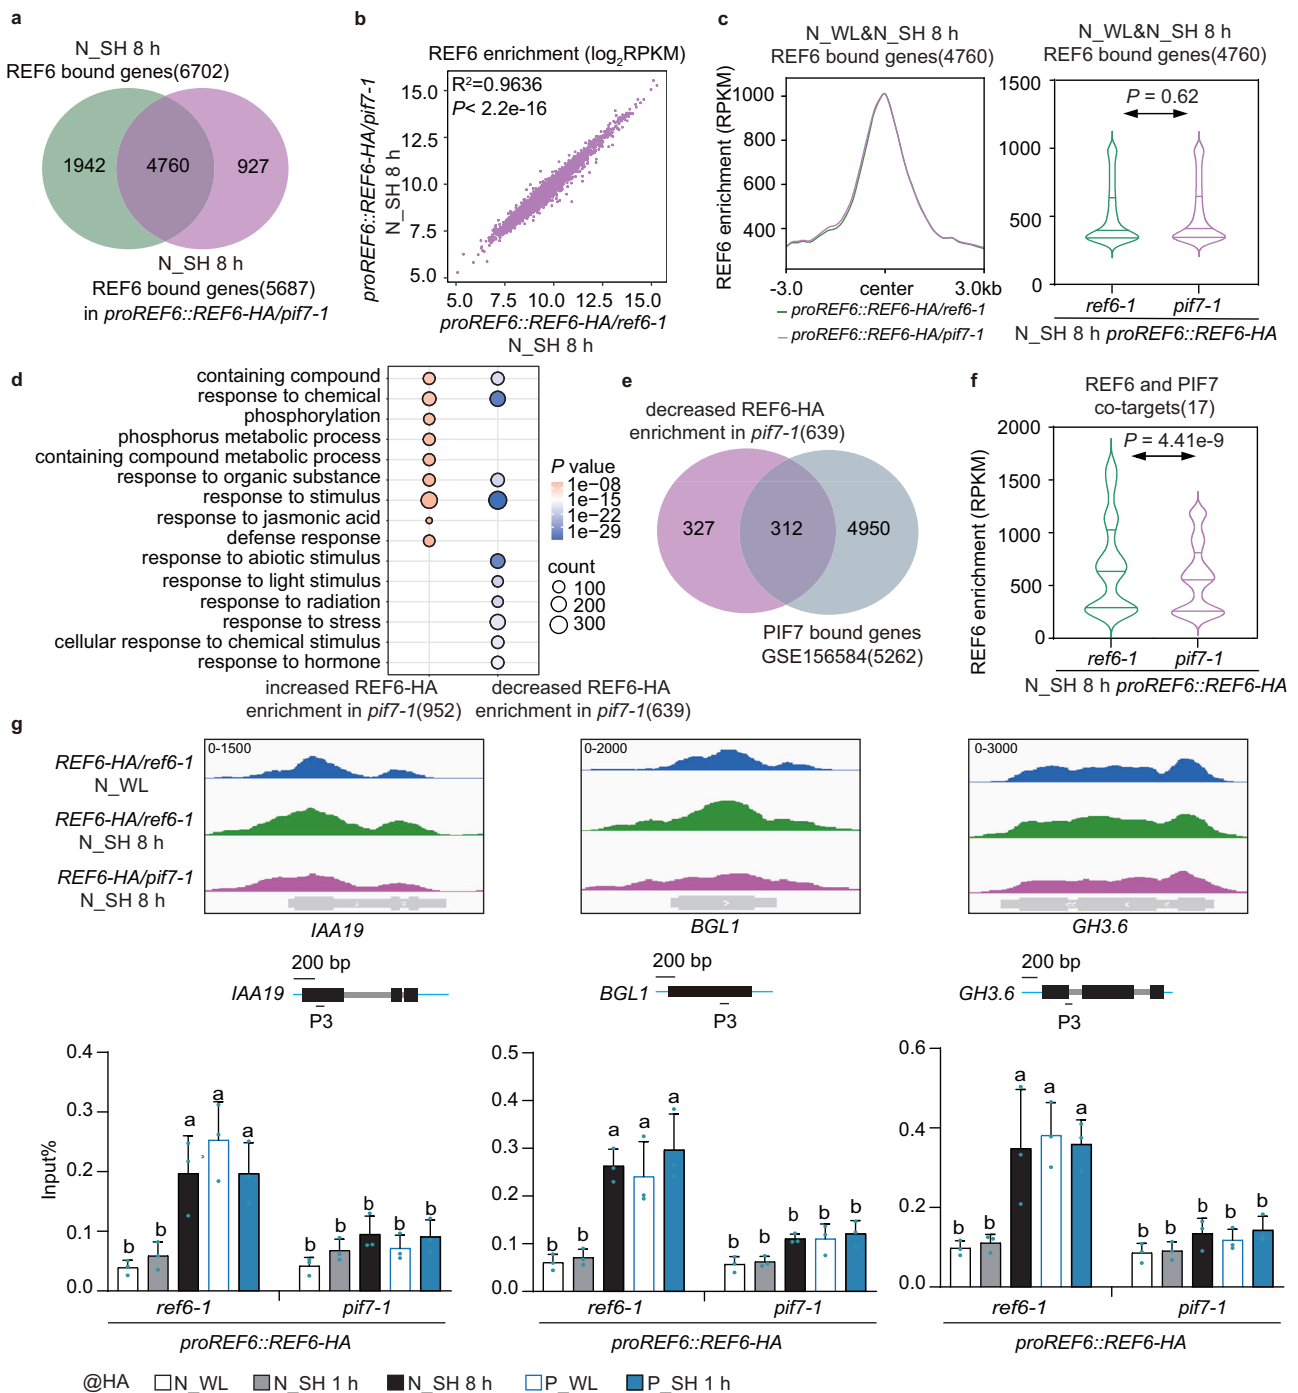 a
N_SH 8 h
REF6 bound genes(6702)
1942
4760
927
N_SH 8 h
REF6 bound genes(5687)
in proREF6::REF6-HA/pif7-1
b
REF6 enrichment (log2RPKM)
R²=0.9636
P< 2.2e-16
15.0
12.5
10.0
7.5
5.0
proREF6::REF6-HA/pif7-1
N_SH 8 h
5.0 7.5 10.0 12.5 15.0
proREF6::REF6-HA/ref6-1
N_SH 8 h
c
N_WL&N_SH 8 h
REF6 bound genes(4760)
REF6 enrichment (RPKM)
1000
800
600
400
-3.0 center 3.0kb
proREF6::REF6-HA/ref6-1
proREF6::REF6-HA/pif7-1
N_WL&N_SH 8 h
REF6 bound genes(4760)
1500
1000
500
0
P = 0.62
ref6-1 pif7-1
N_SH 8 h proREF6::REF6-HA
d
containing compound
response to chemical
phosphorylation
phosphorus metabolic process
containing compound metabolic process
response to organic substance
response to stimulus
response to jasmonic acid
defense response
response to abiotic stimulus
response to light stimulus
response to radiation
response to stress
cellular response to chemical stimulus
response to hormone
increased REF6-HA
enrichment in pif7-1(952)
decreased REF6-HA
enrichment in pif7-1(639)
P value
1e-08
1e-15
1e-22
1e-29
count
100
200
300
e
decreased REF6-HA
enrichment in pif7-1(639)
327
312
4950
PIF7 bound genes
GSE156584(5262)
f
REF6 and PIF7
co-targets(17)
REF6 enrichment (RPKM)
2000
1500
1000
500
0
P = 4.41e-9
ref6-1 pif7-1
N_SH 8 h proREF6::REF6-HA
g
REF6-HA/ref6-1
N_WL
REF6-HA/ref6-1
N_SH 8 h
REF6-HA/pif7-1
N_SH 8 h
0-1500
IAA19
0-2000
BGL1
0-3000
GH3.6
200 bp
IAA19
P3
200 bp
BGL1
P3
200 bp
GH3.6
P3
Input%
0.4
0.3
0.2
0.1
0.0
b b a a a b b b b b
ref6-1 pif7-1
proREF6::REF6-HA
0.5
0.4
0.3
0.2
0.1
0.0
b b a a a b b b b b
ref6-1 pif7-1
proREF6::REF6-HA
0.6
0.4
0.2
0.0
b b a a a b b b b b
ref6-1 pif7-1
proREF6::REF6-HA
@HA N_WL N_SH 1 h N_SH 8 h P_WL P_SH 1 h